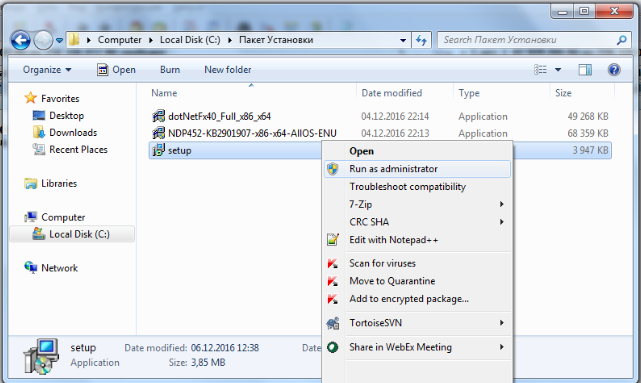 Computer ▸ Local Disk (C:) ▸ Пакет Установки
Search Пакет Установки
Organize Open Burn New folder
Name Date modified Type Size
Favorites
Desktop
Downloads
Recent Places
Libraries
Computer
Local Disk (C:)
Network
dotNetFx40_Full_x86_x64 04.12.2016 22:14 Application 49 268 KB
NDP452-KB2901907-x86-x64-AllOS-ENU 04.12.2016 22:13 Application 68 359 KB
setup 3 947 KB
Open
Run as administrator
Troubleshoot compatibility
7-Zip
CRC SHA
Edit with Notepad++
Scan for viruses
Move to Quarantine
Add to encrypted package...
TortoiseSVN
Share in WebEx Meeting
setup Date modified: 06.12.2016 12:38 Date
Application Size: 3,85 MB